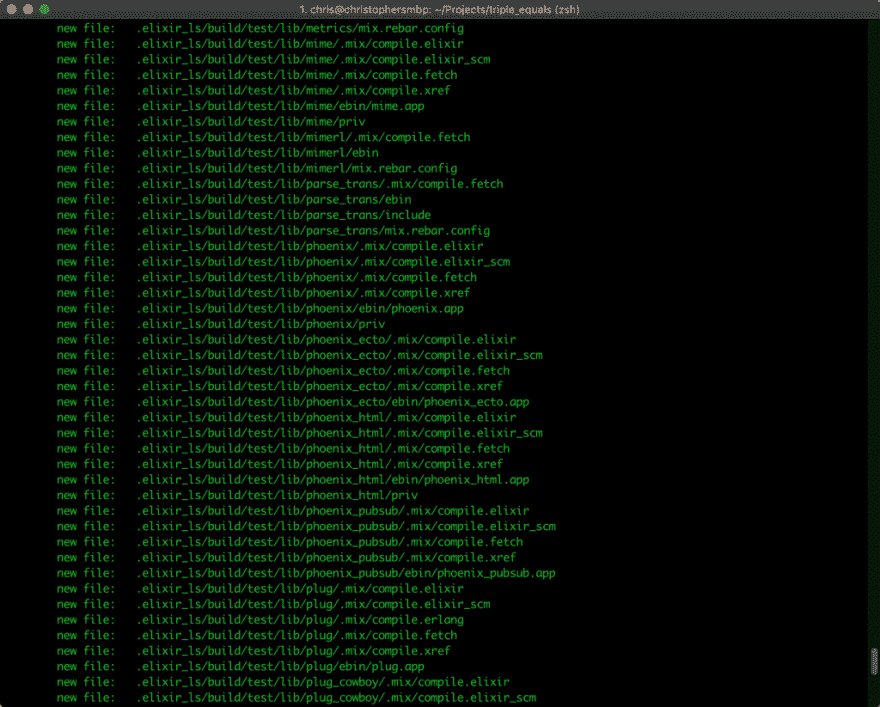 1. chris@christophersmbp: ~/Projects/triple_equals (zsh)
new file:   .elixir_ls/build/test/lib/metrics/mix.rebar.config
new file:   .elixir_ls/build/test/lib/mime/.mix/compile.elixir
new file:   .elixir_ls/build/test/lib/mime/.mix/compile.elixir_scm
new file:   .elixir_ls/build/test/lib/mime/.mix/compile.fetch
new file:   .elixir_ls/build/test/lib/mime/.mix/compile.xref
new file:   .elixir_ls/build/test/lib/mime/ebin/mime.app
new file:   .elixir_ls/build/test/lib/mime/priv
new file:   .elixir_ls/build/test/lib/mimerl/.mix/compile.fetch
new file:   .elixir_ls/build/test/lib/mimerl/ebin
new file:   .elixir_ls/build/test/lib/mimerl/mix.rebar.config
new file:   .elixir_ls/build/test/lib/parse_trans/.mix/compile.fetch
new file:   .elixir_ls/build/test/lib/parse_trans/ebin
new file:   .elixir_ls/build/test/lib/parse_trans/include
new file:   .elixir_ls/build/test/lib/parse_trans/mix.rebar.config
new file:   .elixir_ls/build/test/lib/phoenix/.mix/compile.elixir
new file:   .elixir_ls/build/test/lib/phoenix/.mix/compile.elixir_scm
new file:   .elixir_ls/build/test/lib/phoenix/.mix/compile.fetch
new file:   .elixir_ls/build/test/lib/phoenix/.mix/compile.xref
new file:   .elixir_ls/build/test/lib/phoenix/ebin/phoenix.app
new file:   .elixir_ls/build/test/lib/phoenix/priv
new file:   .elixir_ls/build/test/lib/phoenix_ecto/.mix/compile.elixir
new file:   .elixir_ls/build/test/lib/phoenix_ecto/.mix/compile.elixir_scm
new file:   .elixir_ls/build/test/lib/phoenix_ecto/.mix/compile.fetch
new file:   .elixir_ls/build/test/lib/phoenix_ecto/.mix/compile.xref
new file:   .elixir_ls/build/test/lib/phoenix_ecto/ebin/phoenix_ecto.app
new file:   .elixir_ls/build/test/lib/phoenix_html/.mix/compile.elixir
new file:   .elixir_ls/build/test/lib/phoenix_html/.mix/compile.elixir_scm
new file:   .elixir_ls/build/test/lib/phoenix_html/.mix/compile.fetch
new file:   .elixir_ls/build/test/lib/phoenix_html/.mix/compile.xref
new file:   .elixir_ls/build/test/lib/phoenix_html/ebin/phoenix_html.app
new file:   .elixir_ls/build/test/lib/phoenix_html/priv
new file:   .elixir_ls/build/test/lib/phoenix_pubsub/.mix/compile.elixir
new file:   .elixir_ls/build/test/lib/phoenix_pubsub/.mix/compile.elixir_scm
new file:   .elixir_ls/build/test/lib/phoenix_pubsub/.mix/compile.fetch
new file:   .elixir_ls/build/test/lib/phoenix_pubsub/.mix/compile.xref
new file:   .elixir_ls/build/test/lib/phoenix_pubsub/ebin/phoenix_pubsub.app
new file:   .elixir_ls/build/test/lib/plug/.mix/compile.elixir
new file:   .elixir_ls/build/test/lib/plug/.mix/compile.elixir_scm
new file:   .elixir_ls/build/test/lib/plug/.mix/compile.erlang
new file:   .elixir_ls/build/test/lib/plug/.mix/compile.fetch
new file:   .elixir_ls/build/test/lib/plug/.mix/compile.xref
new file:   .elixir_ls/build/test/lib/plug/ebin/plug.app
new file:   .elixir_ls/build/test/lib/plug_cowboy/.mix/compile.elixir
new file:   .elixir_ls/build/test/lib/plug_cowboy/.mix/compile.elixir_scm